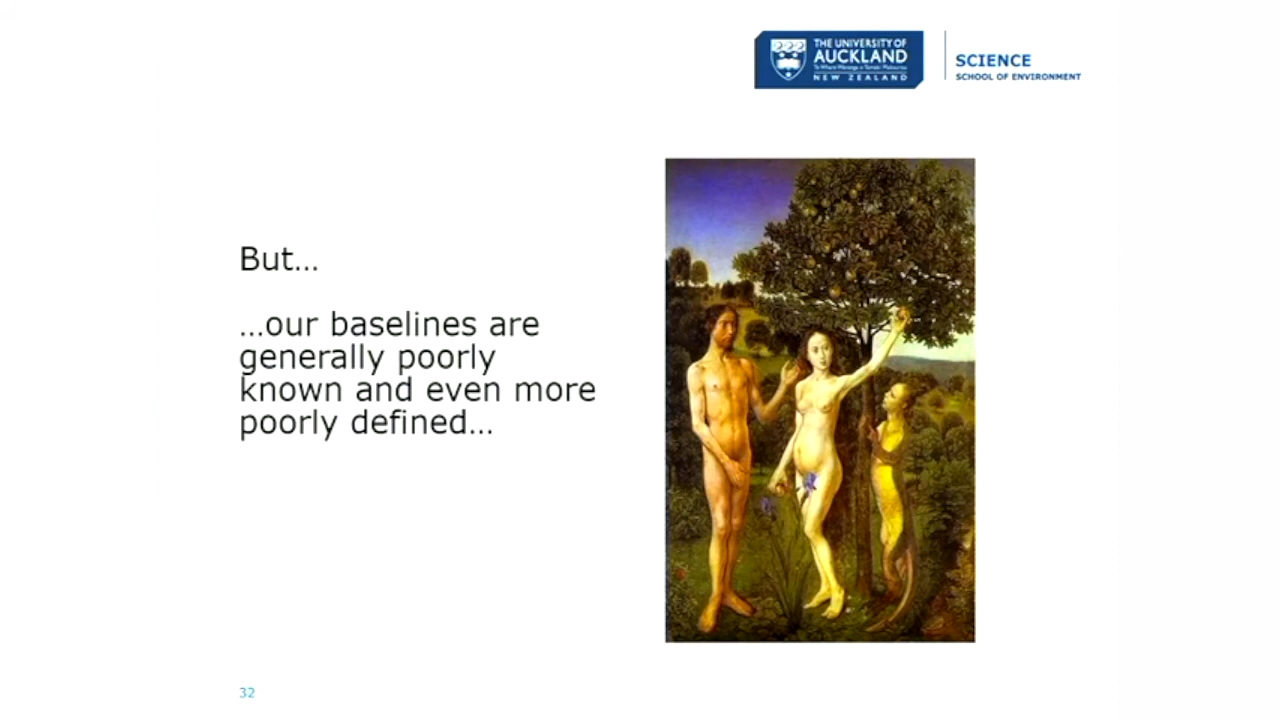 THE UNIVERSITY OF
AUCKLAND
Te Whare Wānanga o Tāmaki Makaurau
NEW ZEALAND
SCIENCE
SCHOOL OF ENVIRONMENT
But...
...our baselines are
generally poorly
known and even more
poorly defined...
32